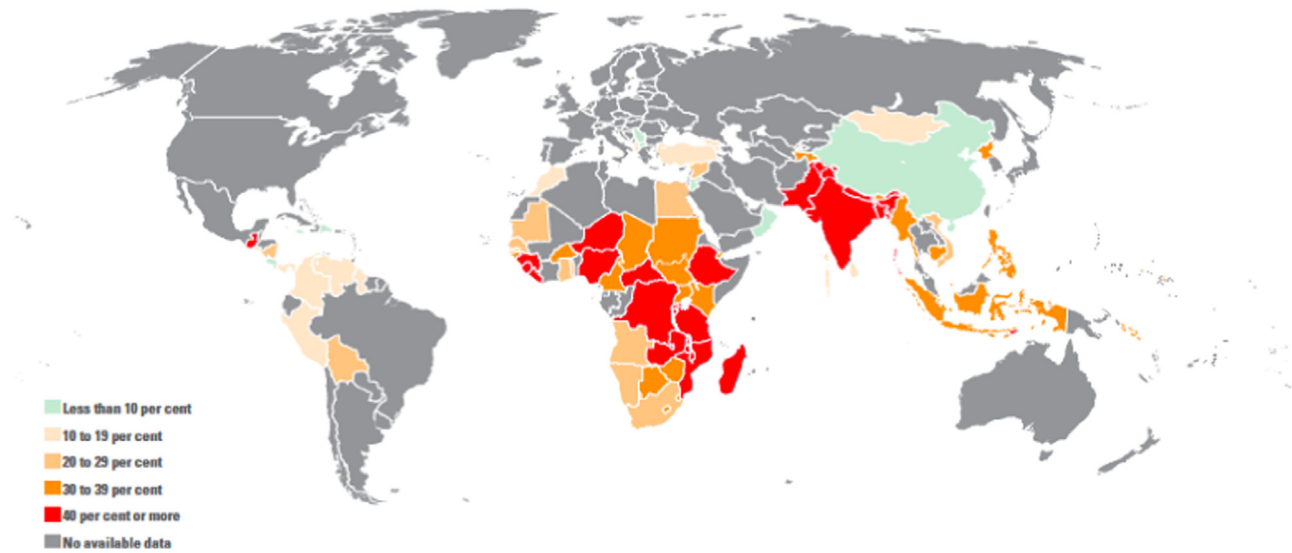 Less than 10 per cent
10 to 19 per cent
20 to 29 per cent
30 to 39 per cent
40 per cent or more
No available data